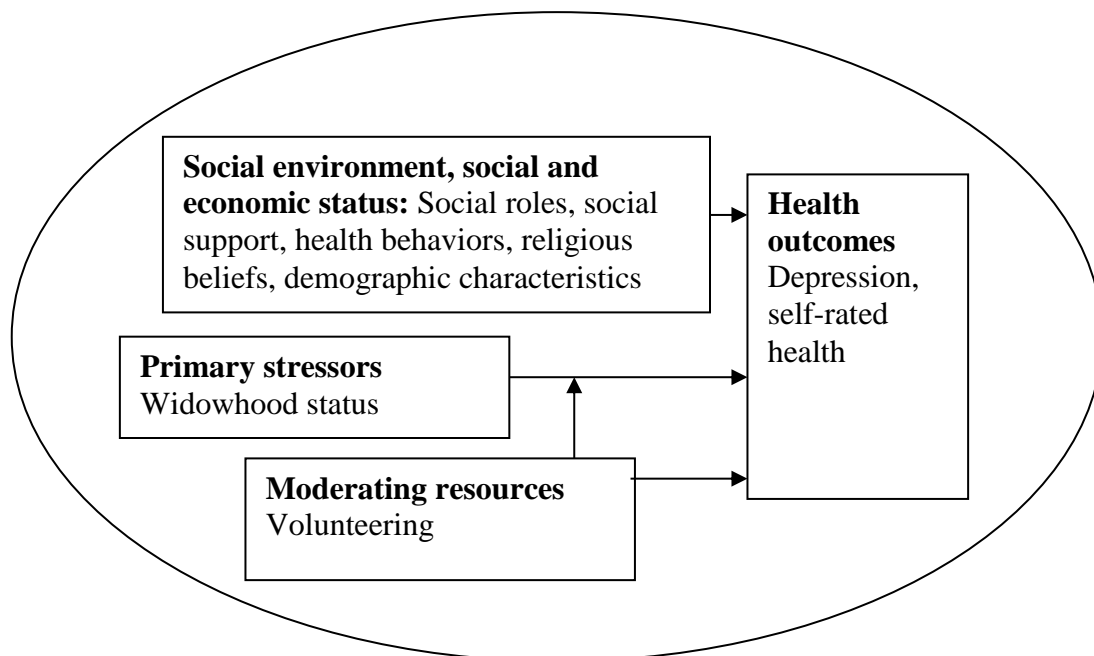 Social environment, social and
economic status: Social roles, social
support, health behaviors, religious
beliefs, demographic characteristics
Health
outcomes
Depression,
self-rated
health
Primary stressors
Widowhood status
Moderating resources
Volunteering